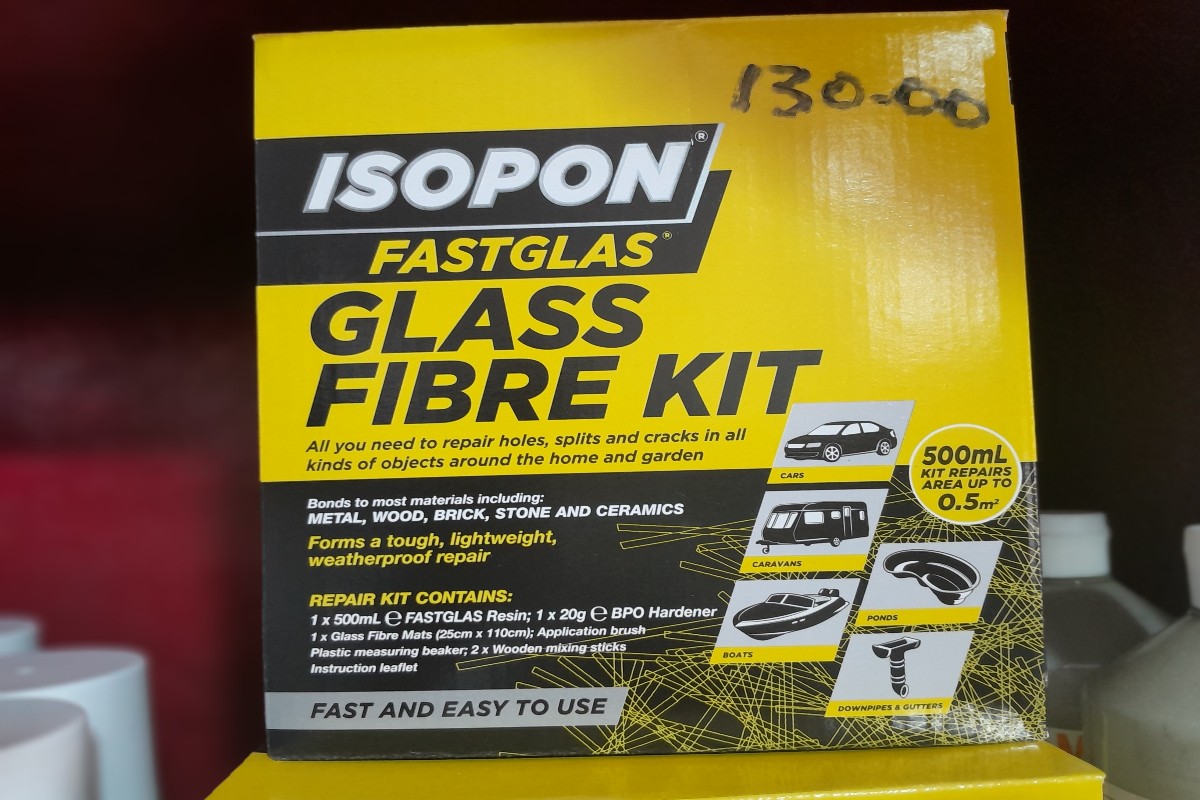 130.00
ISOPON®
FASTGLAS®
GLASS
FIBRE KIT
All you need to repair holes, splits and cracks in all
kinds of objects around the home and garden
Bonds to most materials including:
METAL, WOOD, BRICK, STONE AND CERAMICS
Forms a tough, lightweight,
weatherproof repair
REPAIR KIT CONTAINS:
1 x 500mL ℮ FASTGLAS Resin; 1 x 20g ℮ BPO Hardener
1 x Glass Fibre Mats (25cm x 110cm); Application brush
Plastic measuring beaker; 2 x Wooden mixing sticks
Instruction leaflet
FAST AND EASY TO USE
CARS
500mL
KIT REPAIRS
AREA UP TO
0.5m²
CARAVANS
PONDS
BOATS
DOWNPIPES & GUTTERS